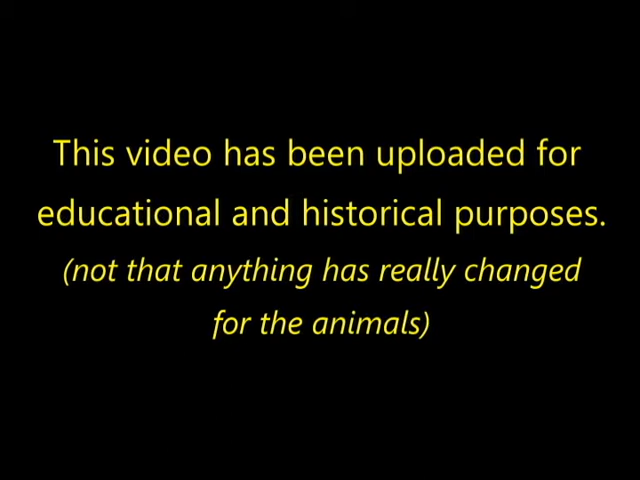 This video has been uploaded for
educational and historical purposes.
(not that anything has really changed
for the animals)